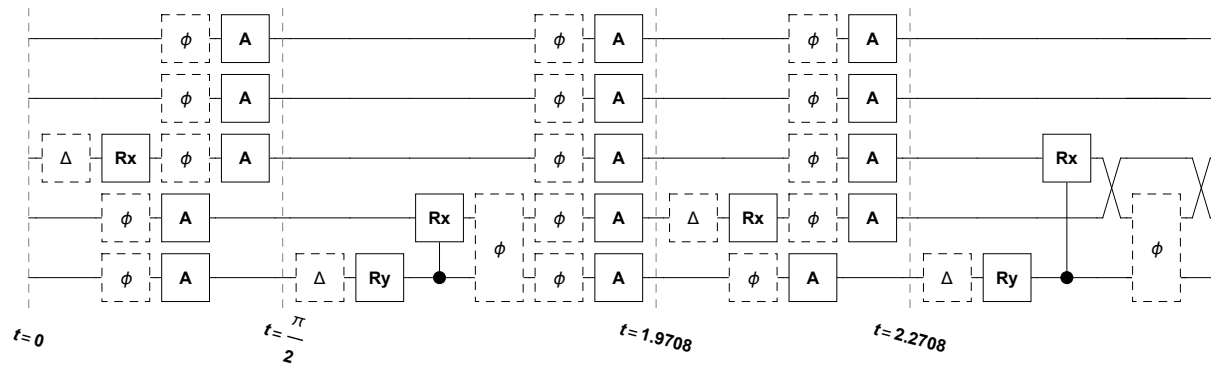 ϕ A ϕ A ϕ A
ϕ A ϕ A ϕ A
Δ Rx ϕ A ϕ A ϕ A Rx
ϕ A Rx ϕ A Δ Rx ϕ A
ϕ ϕ
ϕ A Δ Ry ϕ A ϕ A Δ Ry
t=0
t=π/2
t=1.9708
t=2.2708